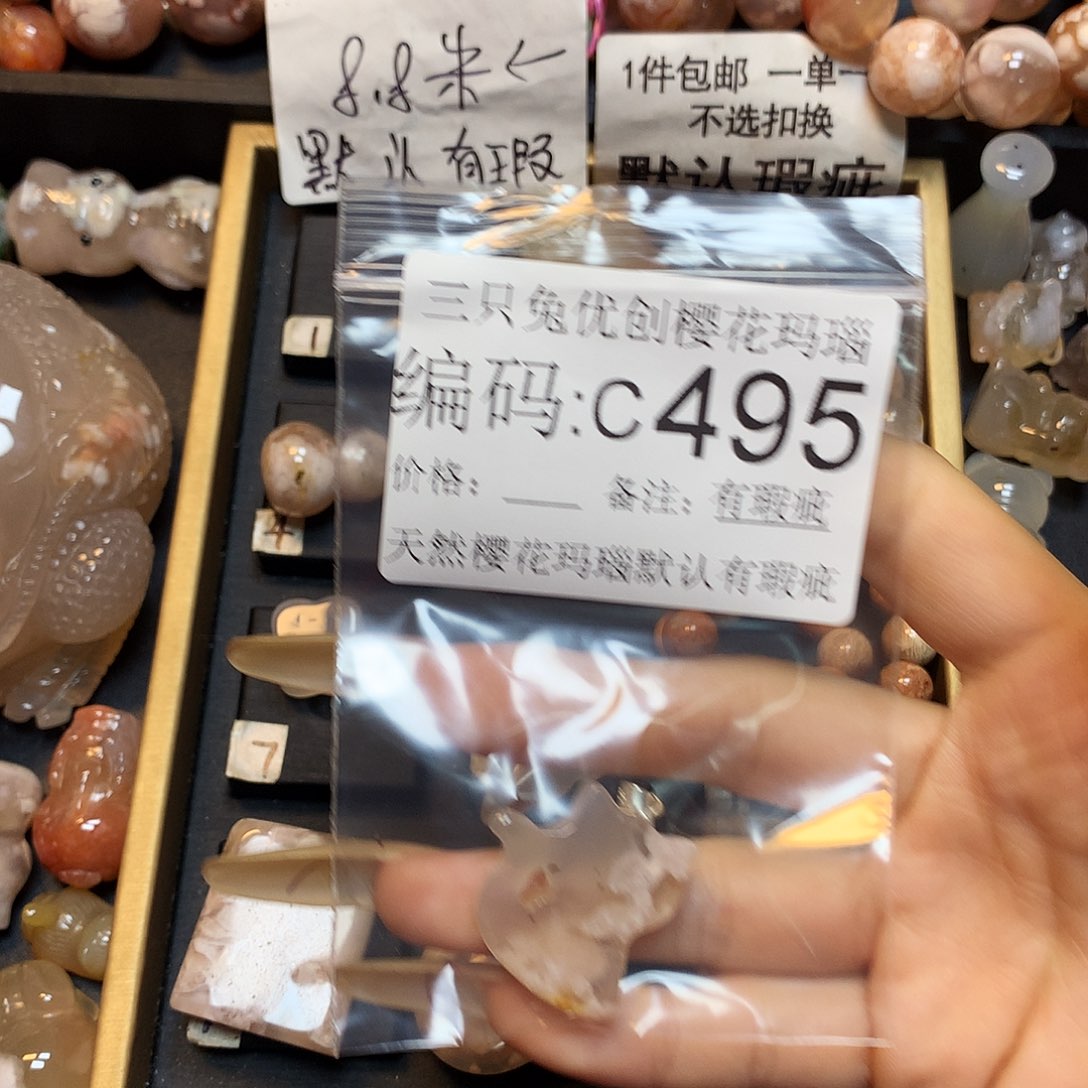 8.8米←
默认有瑕
1件包邮 一单一
不选扣换
默认瑕疵
三只兔优创樱花玛瑙
编码:C495
价格: ___ 备注: 有瑕疵
天然樱花玛瑙默认有瑕疵
1
4
7